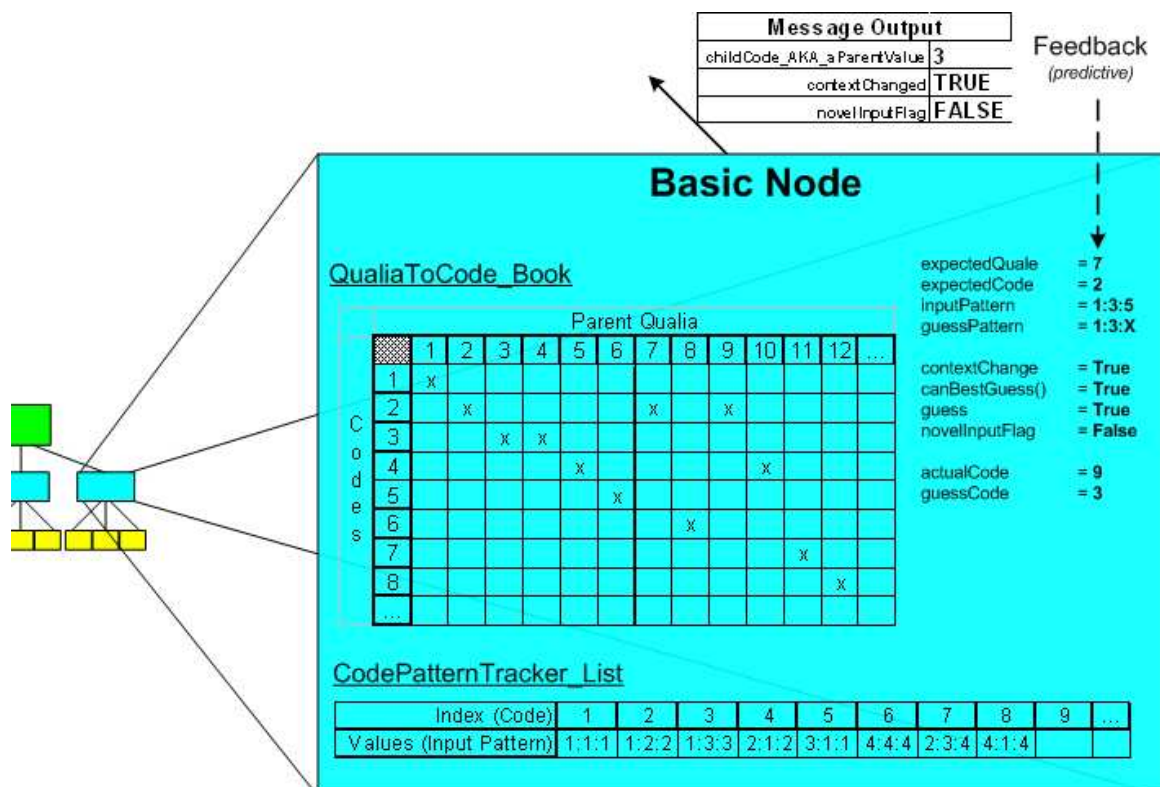 Message Output
childCode_AKA_aParentValue 3
contextChanged TRUE
novelInputFlag FALSE
Feedback
(predictive)
Basic Node
expectedQuale = 7
expectedCode = 2
inputPattern = 1:3:5
guessPattern = 1:3:X
contextChange = True
canBestGuess() = True
guess = True
novelInputFlag = False
actualCode = 9
guessCode = 3
QualiaToCode_Book
Parent Qualia
1 2 3 4 5 6 7 8 9 10 11 12 ...
Codes
1 x
2 x x x
3 x x
4 x x
5 x
6 x
7 x
8 x
...
CodePatternTracker_List
Index (Code) 1 2 3 4 5 6 7 8 9 ...
Values (Input Pattern) 1:1:1 1:2:2 1:3:3 2:1:2 3:1:1 4:4:4 2:3:4 4:1:4